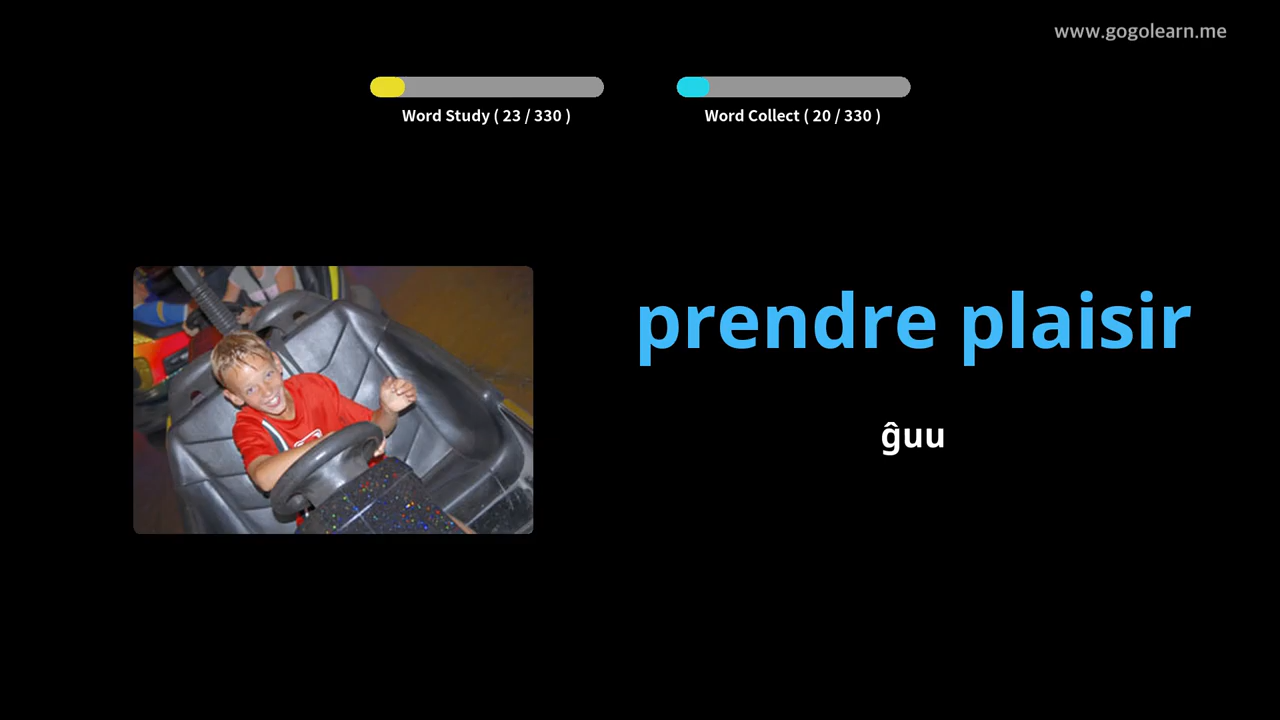 www.gogolearn.me
Word Study ( 23 / 330 )
Word Collect ( 20 / 330 )
prendre plaisir
ĝuu